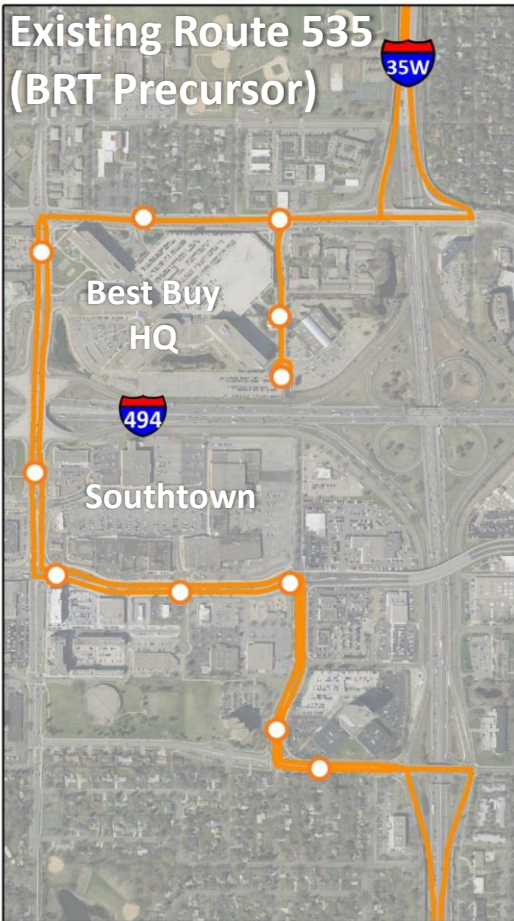 Existing Route 535
(BRT Precursor)
35W
Best Buy
HQ
494
Southtown